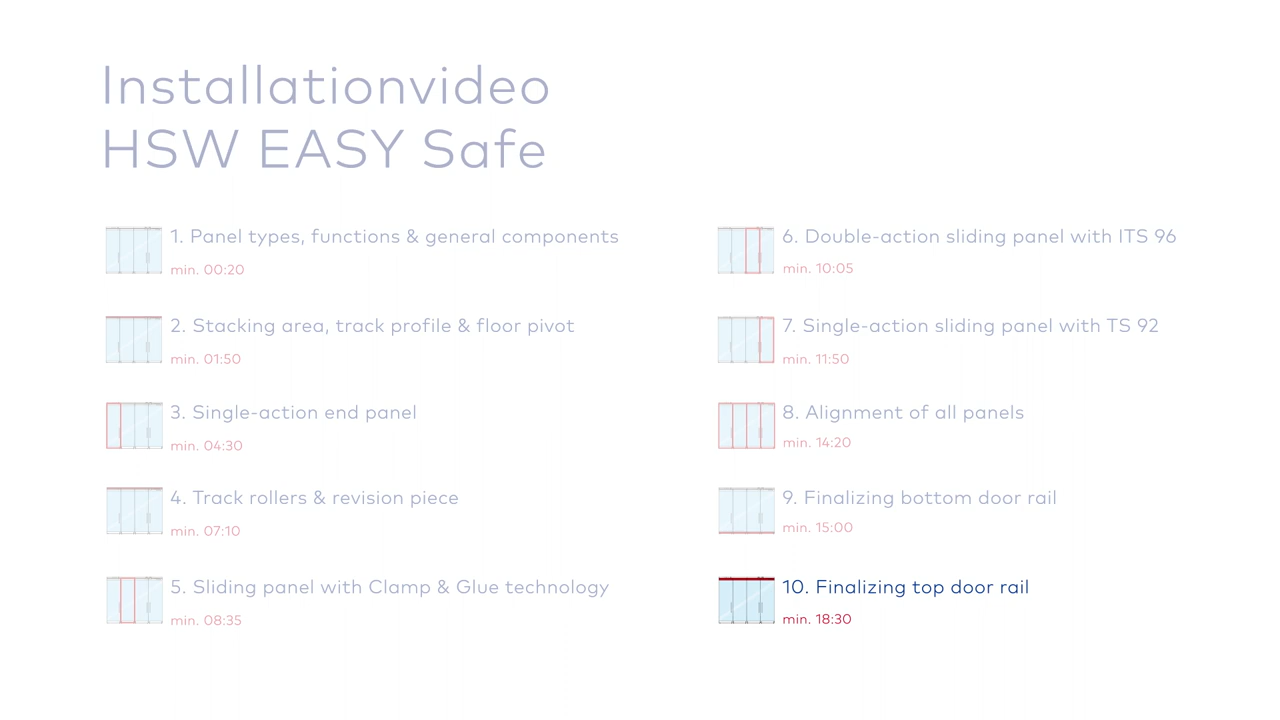 Installationvideo
HSW EASY Safe
1. Panel types, functions & general components
min. 00:20
2. Stacking area, track profile & floor pivot
min. 01:50
3. Single-action end panel
min. 04:30
4. Track rollers & revision piece
min. 07:10
5. Sliding panel with Clamp & Glue technology
min. 08:35
6. Double-action sliding panel with ITS 96
min. 10:05
7. Single-action sliding panel with TS 92
min. 11:50
8. Alignment of all panels
min. 14:20
9. Finalizing bottom door rail
min. 15:00
10. Finalizing top door rail
min. 18:30